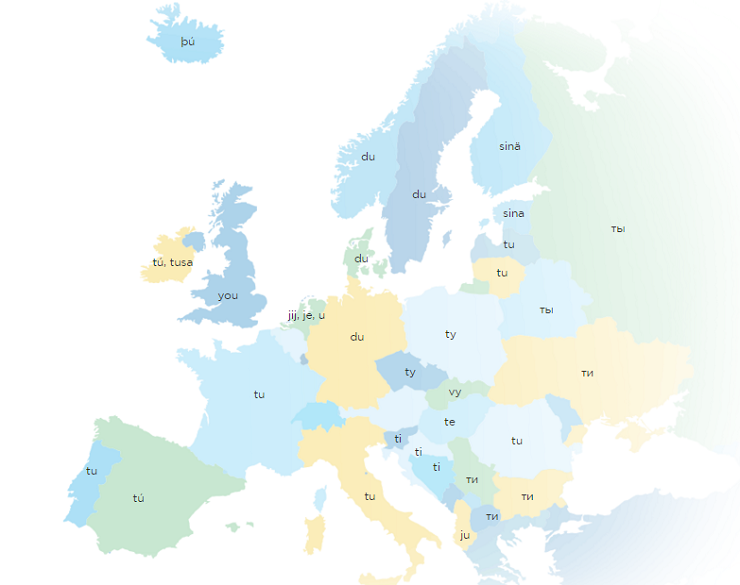 þú
sinä
du
du
sina
ты
tu
du
tú, tusa
tu
you
ты
jij, je, u
ty
du
ty
ти
vy
tu
te
ti
tu
ti
ti
tu
ти
tú
tu
ти
ти
ju